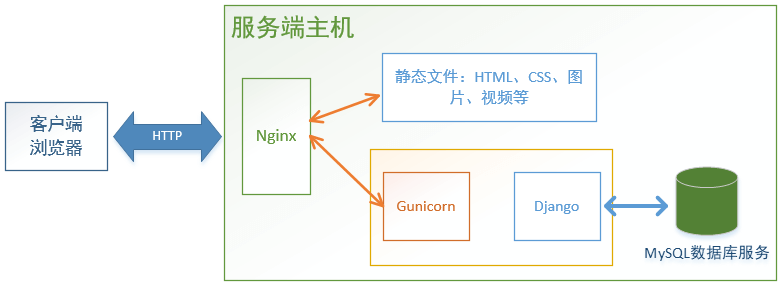 服务端主机
静态文件：HTML、CSS、图
片、视频等
客户端
浏览器
HTTP
Nginx
Gunicorn
Django
MySQL数据库服务